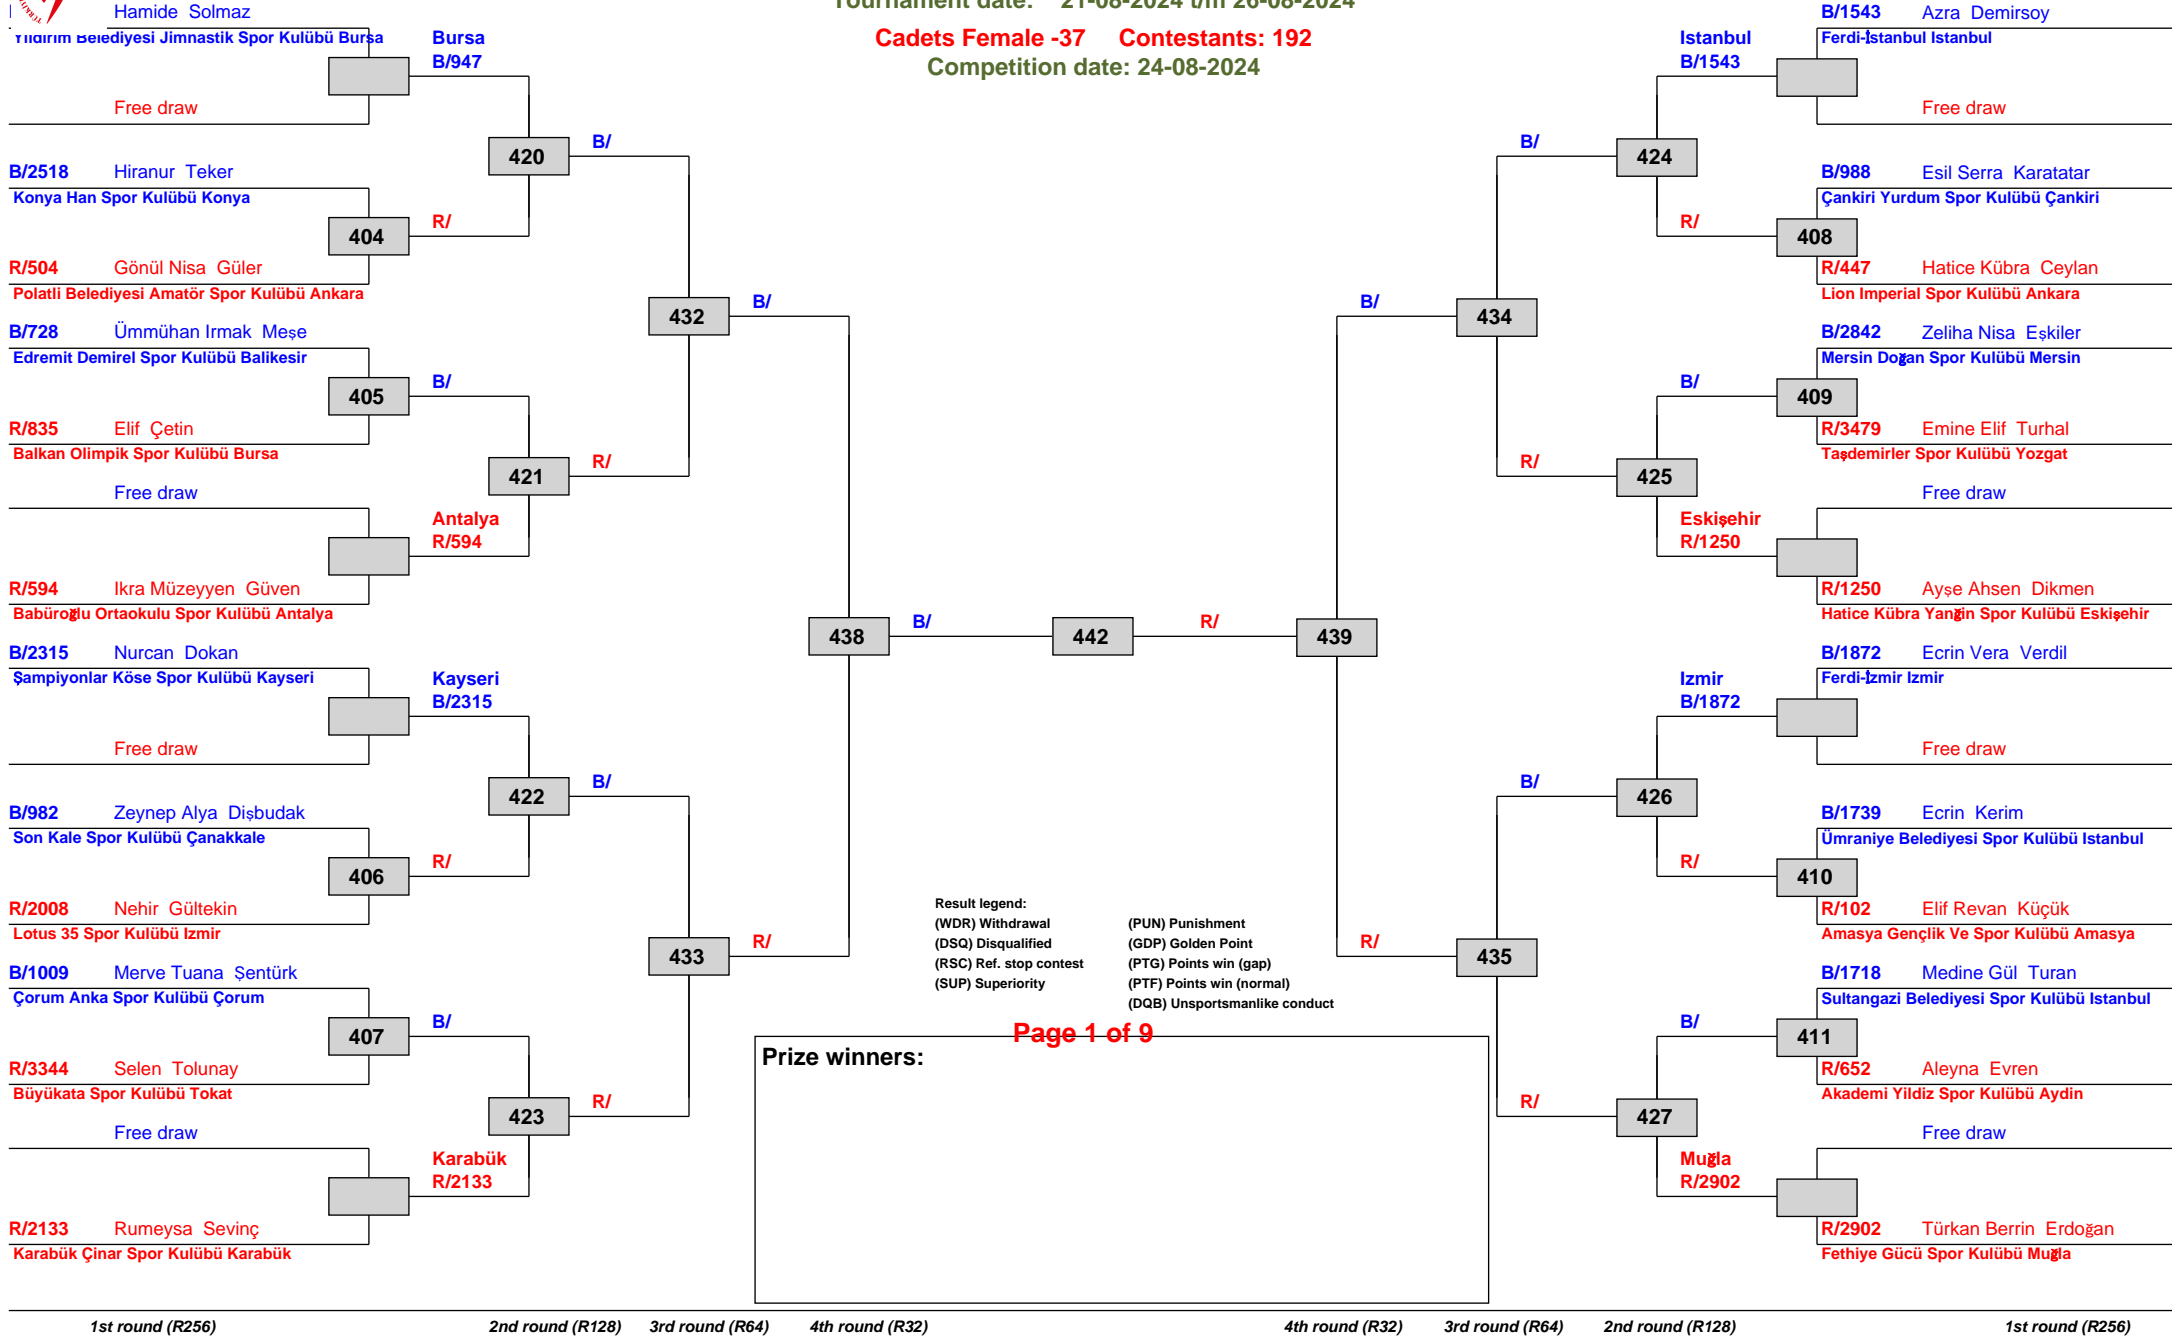 Tournament date: 21-08-2024 t/m 26-08-2024
Cadets Female -37 Contestants: 192
Competition date: 24-08-2024
Hamide Solmaz
Yildirim Belediyesi Jimnastik Spor Kulübü Bursa
Free draw
B/2518 Hiranur Teker
Konya Han Spor Kulübü Konya
R/504 Gönül Nisa Güler
Polatli Belediyesi Amatör Spor Kulübü Ankara
B/728 Ümmühan Irmak Meşe
Edremit Demirel Spor Kulübü Balikesir
R/835 Elif Çetin
Balkan Olimpik Spor Kulübü Bursa
Free draw
R/594 Ikra Müzeyyen Güven
Babüroğlu Ortaokulu Spor Kulübü Antalya
B/2315 Nurcan Dokan
Şampiyonlar Köse Spor Kulübü Kayseri
Free draw
B/982 Zeynep Alya Dişbudak
Son Kale Spor Kulübü Çanakkale
R/2008 Nehir Gültekin
Lotus 35 Spor Kulübü Izmir
B/1009 Merve Tuana Şentürk
Çorum Anka Spor Kulübü Çorum
R/3344 Selen Tolunay
Büyükata Spor Kulübü Tokat
Free draw
R/2133 Rumeysa Sevinç
Karabük Çinar Spor Kulübü Karabük
404
405
406
407
Bursa
B/947
R/
B/
Antalya
R/594
Kayseri
B/2315
R/
B/
Karabük
R/2133
420
421
422
423
B/
R/
B/
R/
432
433
B/
R/
438
B/
442
R/
439
B/
R/
434
435
B/
R/
B/
R/
424
425
426
427
Istanbul
B/1543
R/
B/
Eskişehir
R/1250
Izmir
B/1872
R/
B/
Muğla
R/2902
408
409
410
411
B/1543 Azra Demirsoy
Ferdi-İstanbul Istanbul
Free draw
B/988 Esil Serra Karatatar
Çankiri Yurdum Spor Kulübü Çankiri
R/447 Hatice Kübra Ceylan
Lion Imperial Spor Kulübü Ankara
B/2842 Zeliha Nisa Eşkiler
Mersin Doğan Spor Kulübü Mersin
R/3479 Emine Elif Turhal
Taşdemirler Spor Kulübü Yozgat
Free draw
R/1250 Ayşe Ahsen Dikmen
Hatice Kübra Yanğin Spor Kulübü Eskişehir
B/1872 Ecrin Vera Verdil
Ferdi-İzmir Izmir
Free draw
B/1739 Ecrin Kerim
Ümraniye Belediyesi Spor Kulübü Istanbul
R/102 Elif Revan Küçük
Amasya Gençlik Ve Spor Kulübü Amasya
B/1718 Medine Gül Turan
Sultangazi Belediyesi Spor Kulübü Istanbul
R/652 Aleyna Evren
Akademi Yildiz Spor Kulübü Aydin
Free draw
R/2902 Türkan Berrin Erdoğan
Fethiye Gücü Spor Kulübü Muğla
Result legend:
(WDR) Withdrawal (PUN) Punishment
(DSQ) Disqualified (GDP) Golden Point
(RSC) Ref. stop contest (PTG) Points win (gap)
(SUP) Superiority (PTF) Points win (normal)
(DQB) Unsportsmanlike conduct
Page 1 of 9
Prize winners:
1st round (R256) 2nd round (R128) 3rd round (R64) 4th round (R32) 4th round (R32) 3rd round (R64) 2nd round (R128) 1st round (R256)